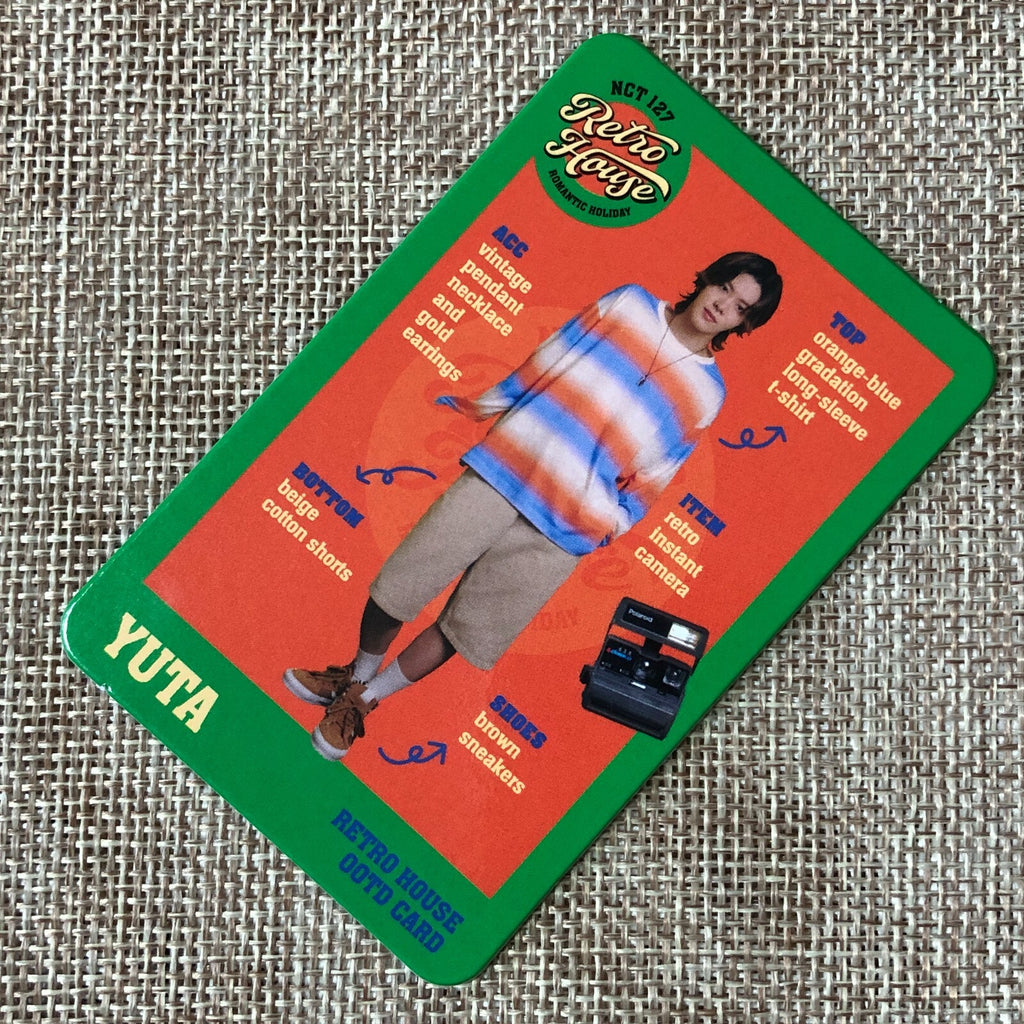 NCT 127
Retro
House
ROMANTIC HOLIDAY
ACC
vintage
pendant
necklace
and
gold
earrings
TOP
orange-blue
gradation
long-sleeve
t-shirt
BOTTOM
beige
cotton shorts
ITEM
retro
instant
camera
Polaroid
SHOES
brown
sneakers
YUTA
RETRO HOUSE
OOTD CARD